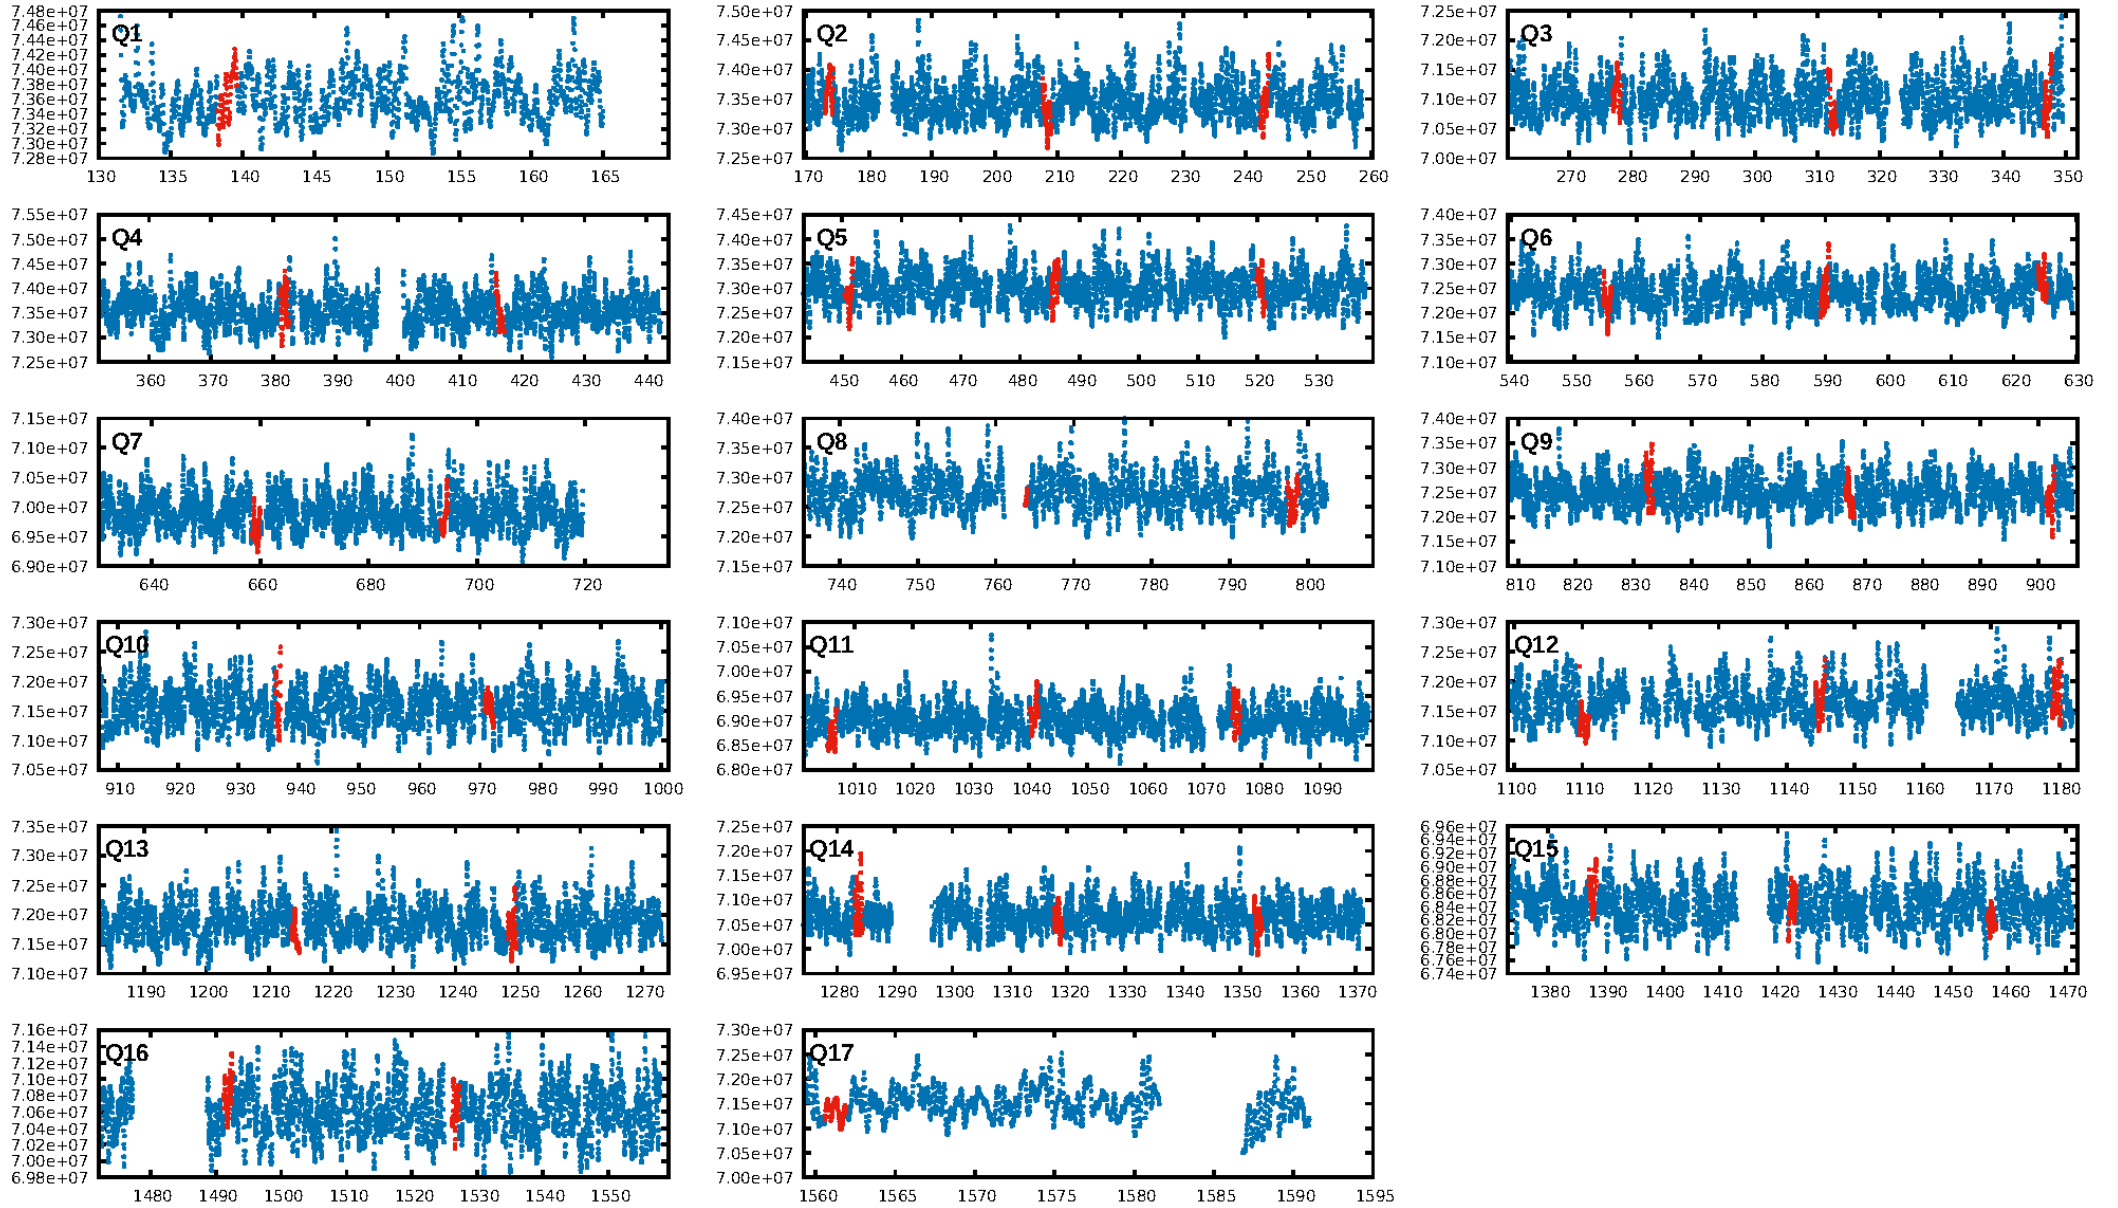 Q1
7.48e+07
7.46e+07
7.44e+07
7.42e+07
7.40e+07
7.38e+07
7.36e+07
7.34e+07
7.32e+07
7.30e+07
7.28e+07
130 135 140 145 150 155 160 165
Q2
7.50e+07
7.45e+07
7.40e+07
7.35e+07
7.30e+07
7.25e+07
170 180 190 200 210 220 230 240 250 260
Q3
7.25e+07
7.20e+07
7.15e+07
7.10e+07
7.05e+07
7.00e+07
270 280 290 300 310 320 330 340 350
Q4
7.55e+07
7.50e+07
7.45e+07
7.40e+07
7.35e+07
7.30e+07
7.25e+07
360 370 380 390 400 410 420 430 440
Q5
7.45e+07
7.40e+07
7.35e+07
7.30e+07
7.25e+07
7.20e+07
7.15e+07
450 460 470 480 490 500 510 520 530
Q6
7.40e+07
7.35e+07
7.30e+07
7.25e+07
7.20e+07
7.15e+07
7.10e+07
540 550 560 570 580 590 600 610 620 630
Q7
7.15e+07
7.10e+07
7.05e+07
7.00e+07
6.95e+07
6.90e+07
640 660 680 700 720
Q8
7.40e+07
7.35e+07
7.30e+07
7.25e+07
7.20e+07
7.15e+07
740 750 760 770 780 790 800
Q9
7.40e+07
7.35e+07
7.30e+07
7.25e+07
7.20e+07
7.15e+07
7.10e+07
810 820 830 840 850 860 870 880 890 900
Q10
7.30e+07
7.25e+07
7.20e+07
7.15e+07
7.10e+07
7.05e+07
910 920 930 940 950 960 970 980 990 1000
Q11
7.10e+07
7.05e+07
7.00e+07
6.95e+07
6.90e+07
6.85e+07
6.80e+07
1010 1020 1030 1040 1050 1060 1070 1080 1090
Q12
7.30e+07
7.25e+07
7.20e+07
7.15e+07
7.10e+07
7.05e+07
1100 1110 1120 1130 1140 1150 1160 1170 1180
Q13
7.35e+07
7.30e+07
7.25e+07
7.20e+07
7.15e+07
7.10e+07
1190 1200 1210 1220 1230 1240 1250 1260 1270
Q14
7.25e+07
7.20e+07
7.15e+07
7.10e+07
7.05e+07
7.00e+07
6.95e+07
1280 1290 1300 1310 1320 1330 1340 1350 1360 1370
Q15
6.96e+07
6.94e+07
6.92e+07
6.90e+07
6.88e+07
6.86e+07
6.84e+07
6.82e+07
6.80e+07
6.78e+07
6.76e+07
6.74e+07
1380 1390 1400 1410 1420 1430 1440 1450 1460 1470
Q16
7.16e+07
7.14e+07
7.12e+07
7.10e+07
7.08e+07
7.06e+07
7.04e+07
7.02e+07
7.00e+07
6.98e+07
1480 1490 1500 1510 1520 1530 1540 1550
Q17
7.30e+07
7.25e+07
7.20e+07
7.15e+07
7.10e+07
7.05e+07
7.00e+07
1560 1565 1570 1575 1580 1585 1590 1595